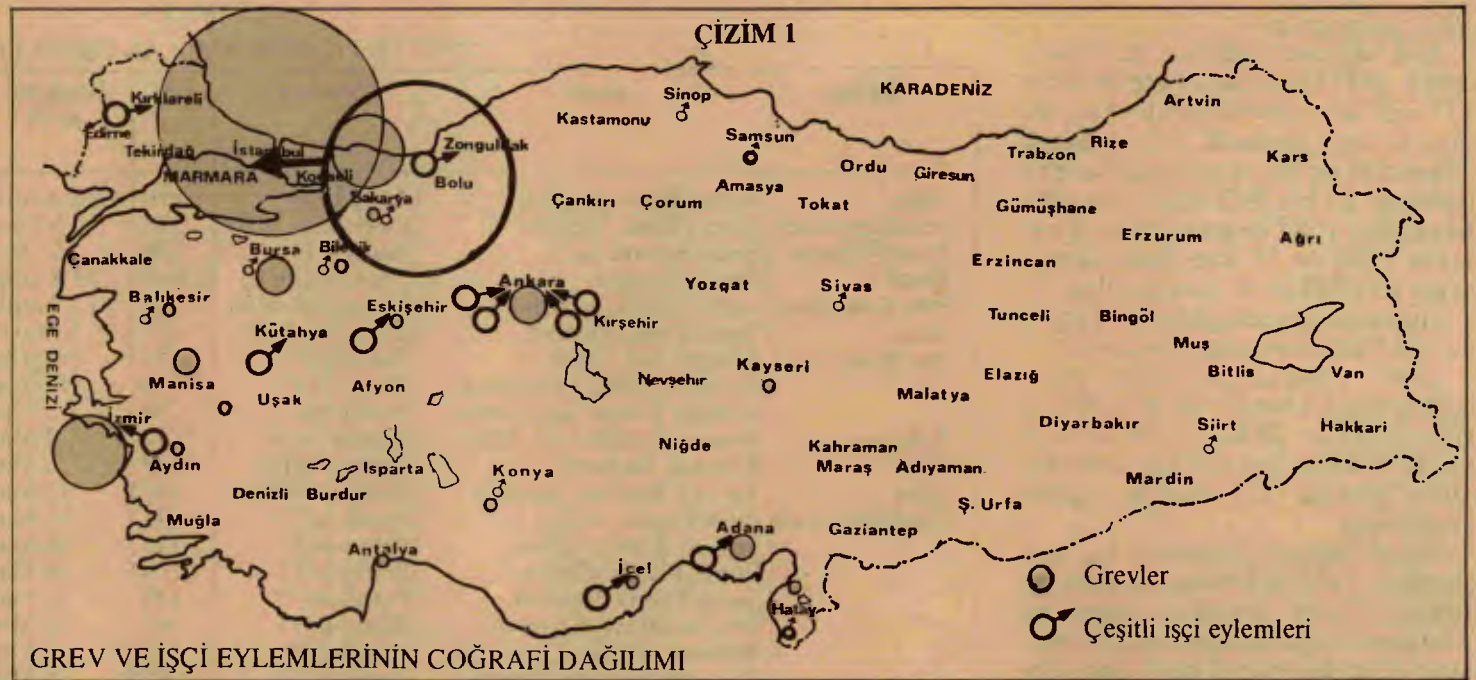 ÇİZİM 1
KARADENİZ
Sinop
Artvin
Kırklareli
Kastamonu
Edirne
Samsun
Rize
Zonguldak
Trabzon
Tekirdağ
İstanbul
Kars
Ordu
MARMARA
Kocaeli
Bolu
Giresun
Amasya
Sakarya
Çankırı
Çorum
Tokat
Gümüşhane
Erzurum
Ağrı
Bursa
Bilecik
Çanakkale
Erzincan
Ankara
Yozgat
Sivas
Balıkesir
Eskişehir
Tunceli
Bingöl
EGE DENİZİ
Kütahya
Kırşehir
Muş
Kayseri
Bitlis
Van
Manisa
Afyon
Nevşehir
Elazığ
Uşak
Malatya
İzmir
Diyarbakır
Siirt
Hakkari
Niğde
Kahraman
Maraş
Adıyaman
Aydın
Isparta
Konya
Mardin
Denizli
Burdur
Ş. Urfa
Muğla
Adana
Gaziantep
Antalya
İçel
Grevler
Hatay
Çeşitli işçi eylemleri
GREV VE İŞÇİ EYLEMLERİNİN COĞRAFİ DAĞILIMI